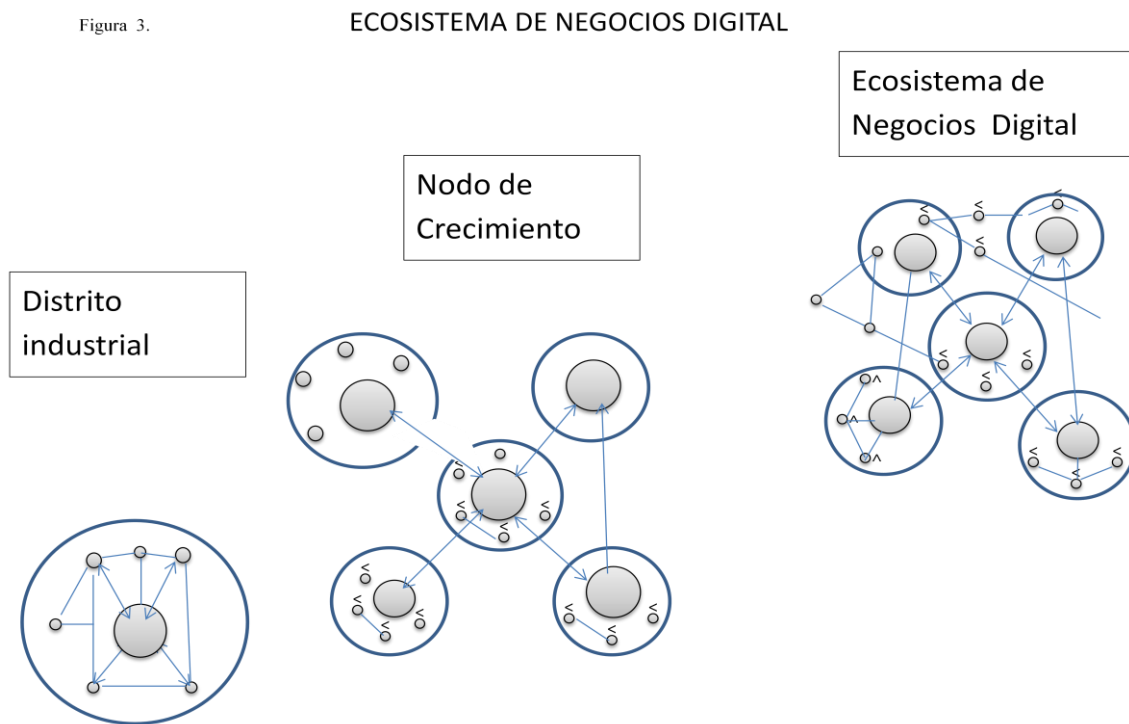 Figura 3.
ECOSISTEMA DE NEGOCIOS DIGITAL
Ecosistema de
Negocios Digital
Nodo de
Crecimiento
Distrito
industrial